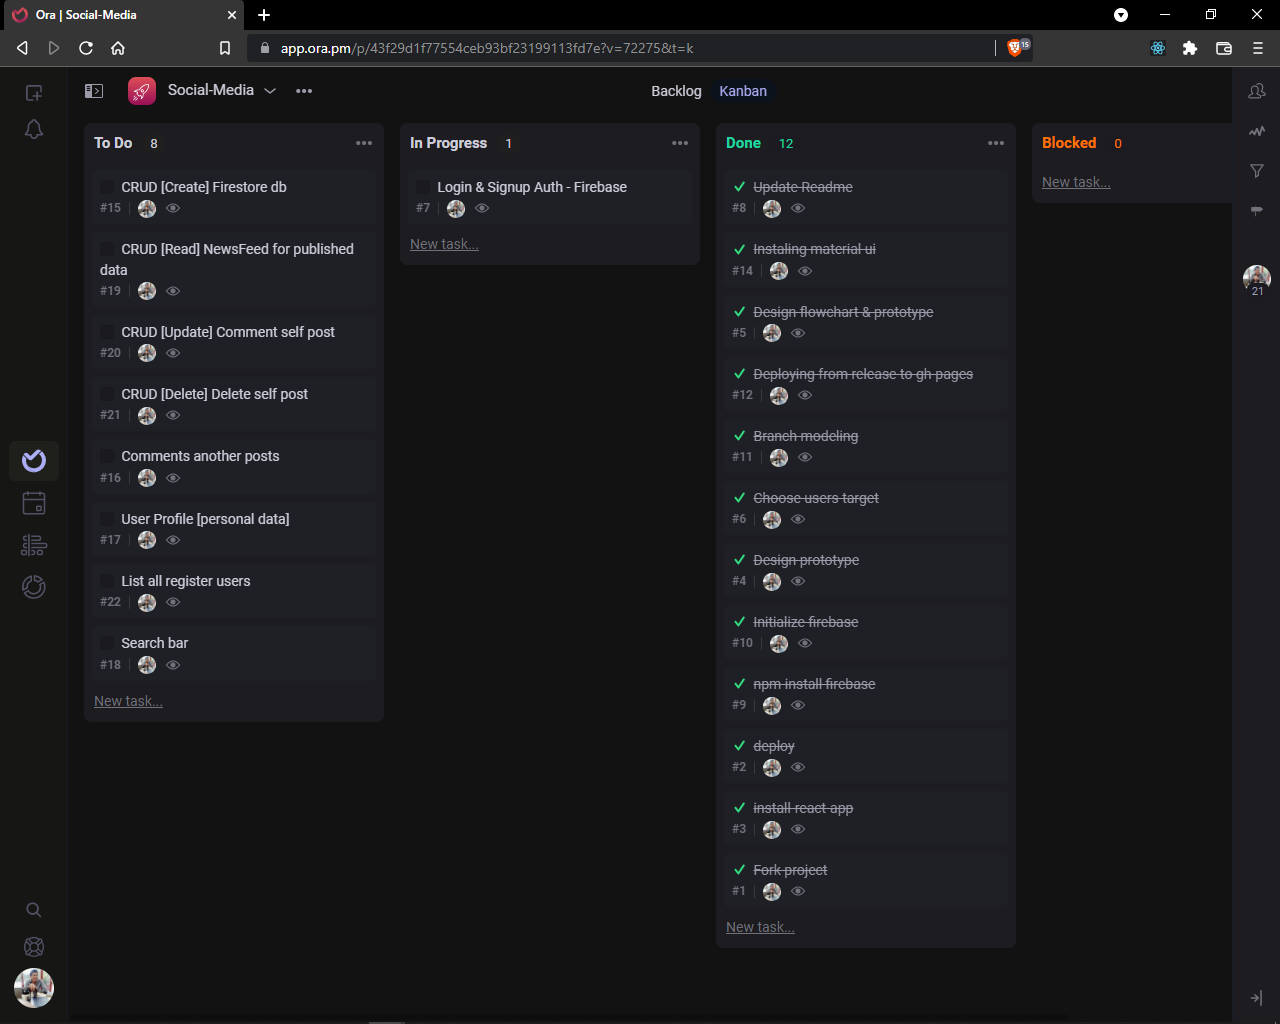 Ora | Social-Media
app.ora.pm/p/43f29d1f77554ceb93bf23199113fd7e?v=72275&t=k
15
Social-Media
Backlog
Kanban
To Do 8
CRUD [Create] Firestore db
#15
CRUD [Read] NewsFeed for published
data
#19
CRUD [Update] Comment self post
#20
CRUD [Delete] Delete self post
#21
Comments another posts
#16
User Profile [personal data]
#17
List all register users
#22
Search bar
#18
New task...
In Progress 1
Login & Signup Auth - Firebase
#7
New task...
Done 12
Update Readme
#8
Instaling material ui
#14
Design flowchart & prototype
#5
Deploying from release to gh-pages
#12
Branch modeling
#11
Choose users target
#6
Design prototype
#4
Initialize firebase
#10
npm install firebase
#9
deploy
#2
install react app
#3
Fork project
#1
New task...
Blocked 0
New task...
21